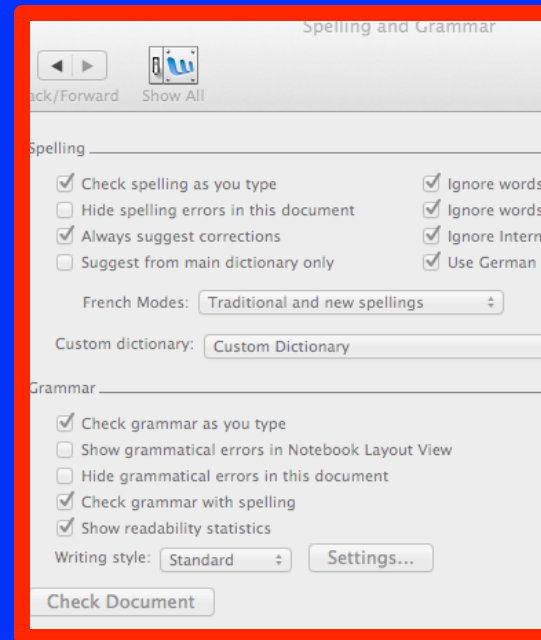 Spelling and Grammar
ack/Forward Show All
Spelling
Check spelling as you type Ignore words
Hide spelling errors in this document Ignore words
Always suggest corrections Ignore Intern
Suggest from main dictionary only Use German
French Modes: Traditional and new spellings
Custom dictionary: Custom Dictionary
Grammar
Check grammar as you type
Show grammatical errors in Notebook Layout View
Hide grammatical errors in this document
Check grammar with spelling
Show readability statistics
Writing style: Standard Settings...
Check Document